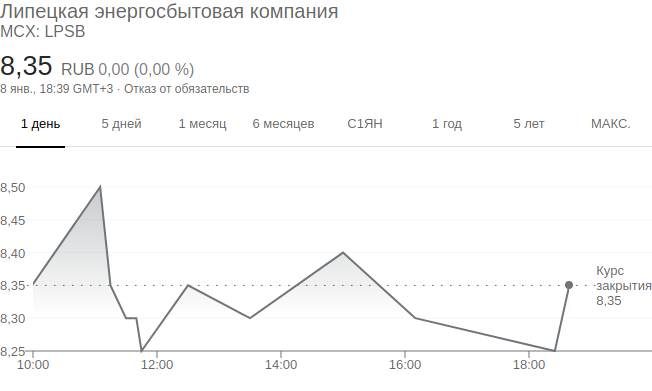 Липецкая энергосбытовая компания
MCX: LPSB
8,35 RUB 0,00 (0,00 %)
8 янв., 18:39 GMT+3 · Отказ от обязательств
1 день 5 дней 1 месяц 6 месяцев С1ЯН 1 год 5 лет МАКС.
8,50
8,45
8,40
8,35
8,30
8,25
Курс
закрытия
8,35
10:00 12:00 14:00 16:00 18:00